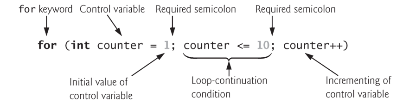 for keyword Control variable Required semicolon Required semicolon
for (int counter = 1; counter <= 10; counter++)
Initial value of control variable
Loop-continuation condition
Incrementing of control variable